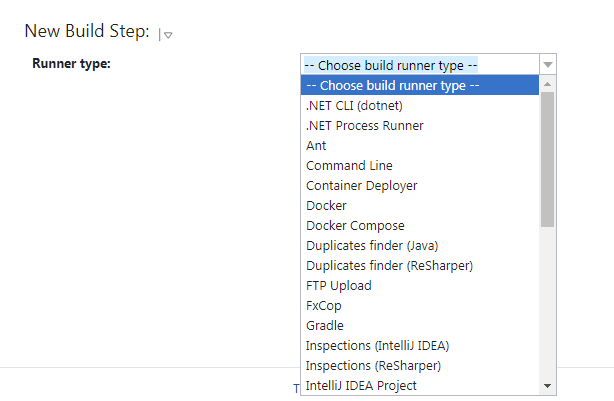 New Build Step:
Runner type:
-- Choose build runner type --
-- Choose build runner type --
.NET CLI (dotnet)
.NET Process Runner
Ant
Command Line
Container Deployer
Docker
Docker Compose
Duplicates finder (Java)
Duplicates finder (ReSharper)
FTP Upload
FxCop
Gradle
Inspections (IntelliJ IDEA)
Inspections (ReSharper)
IntelliJ IDEA Project